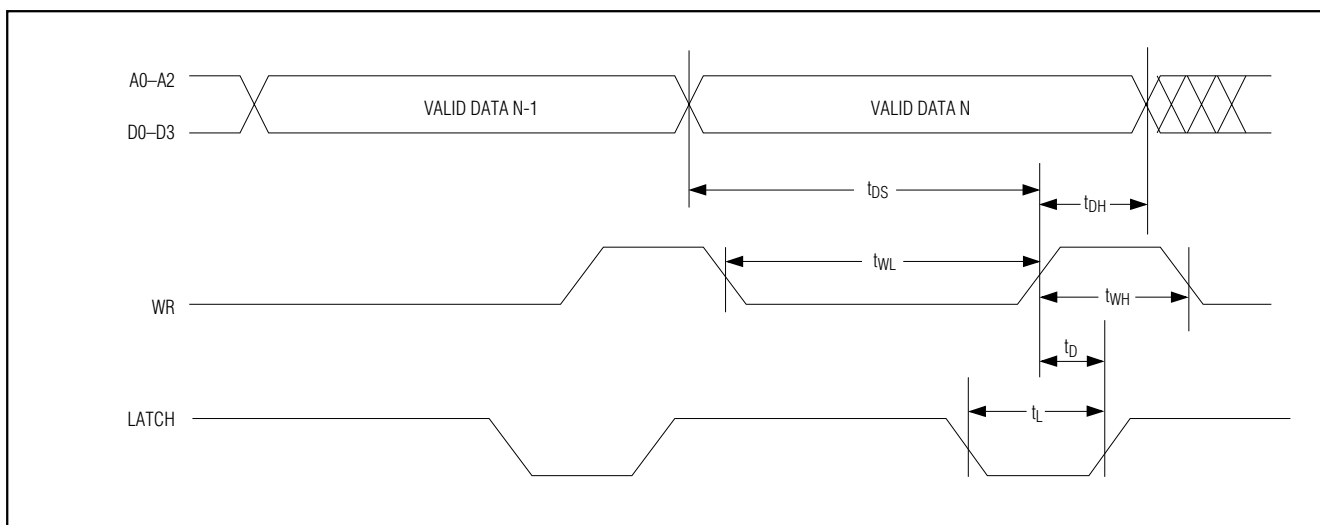 A0–A2
VALID DATA N-1
VALID DATA N
D0–D3
tDS
tDH
tWL
WR
tWH
tD
LATCH
tL